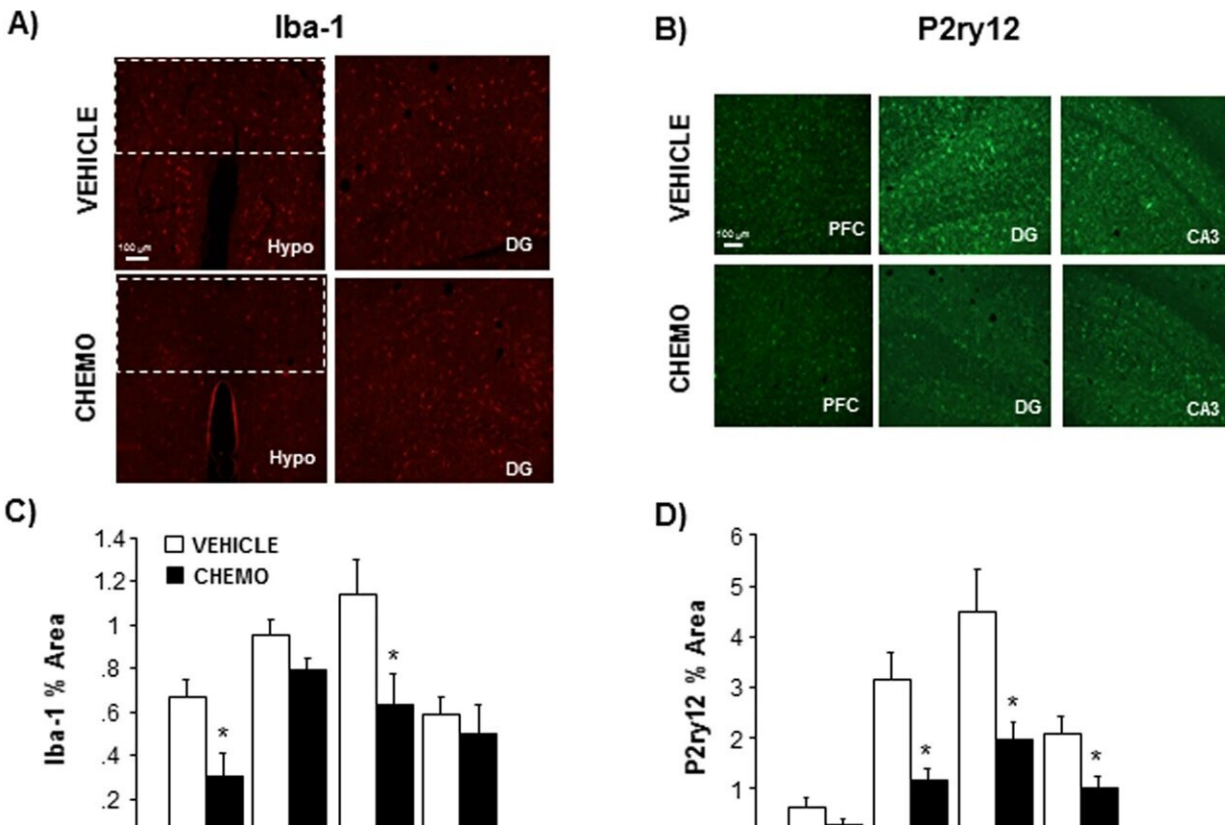 A)
Iba-1
VEHICLE
100 µm
Hypo
DG
CHEMO
Hypo
DG
B)
P2ry12
VEHICLE
100 µm
PFC
DG
CA3
CHEMO
PFC
DG
CA3
C)
Iba-1 % Area
1.4
1.2
1
.8
.6
.4
.2
VEHICLE
CHEMO
*
*
D)
P2ry12 % Area
6
5
4
3
2
1
*
*
*